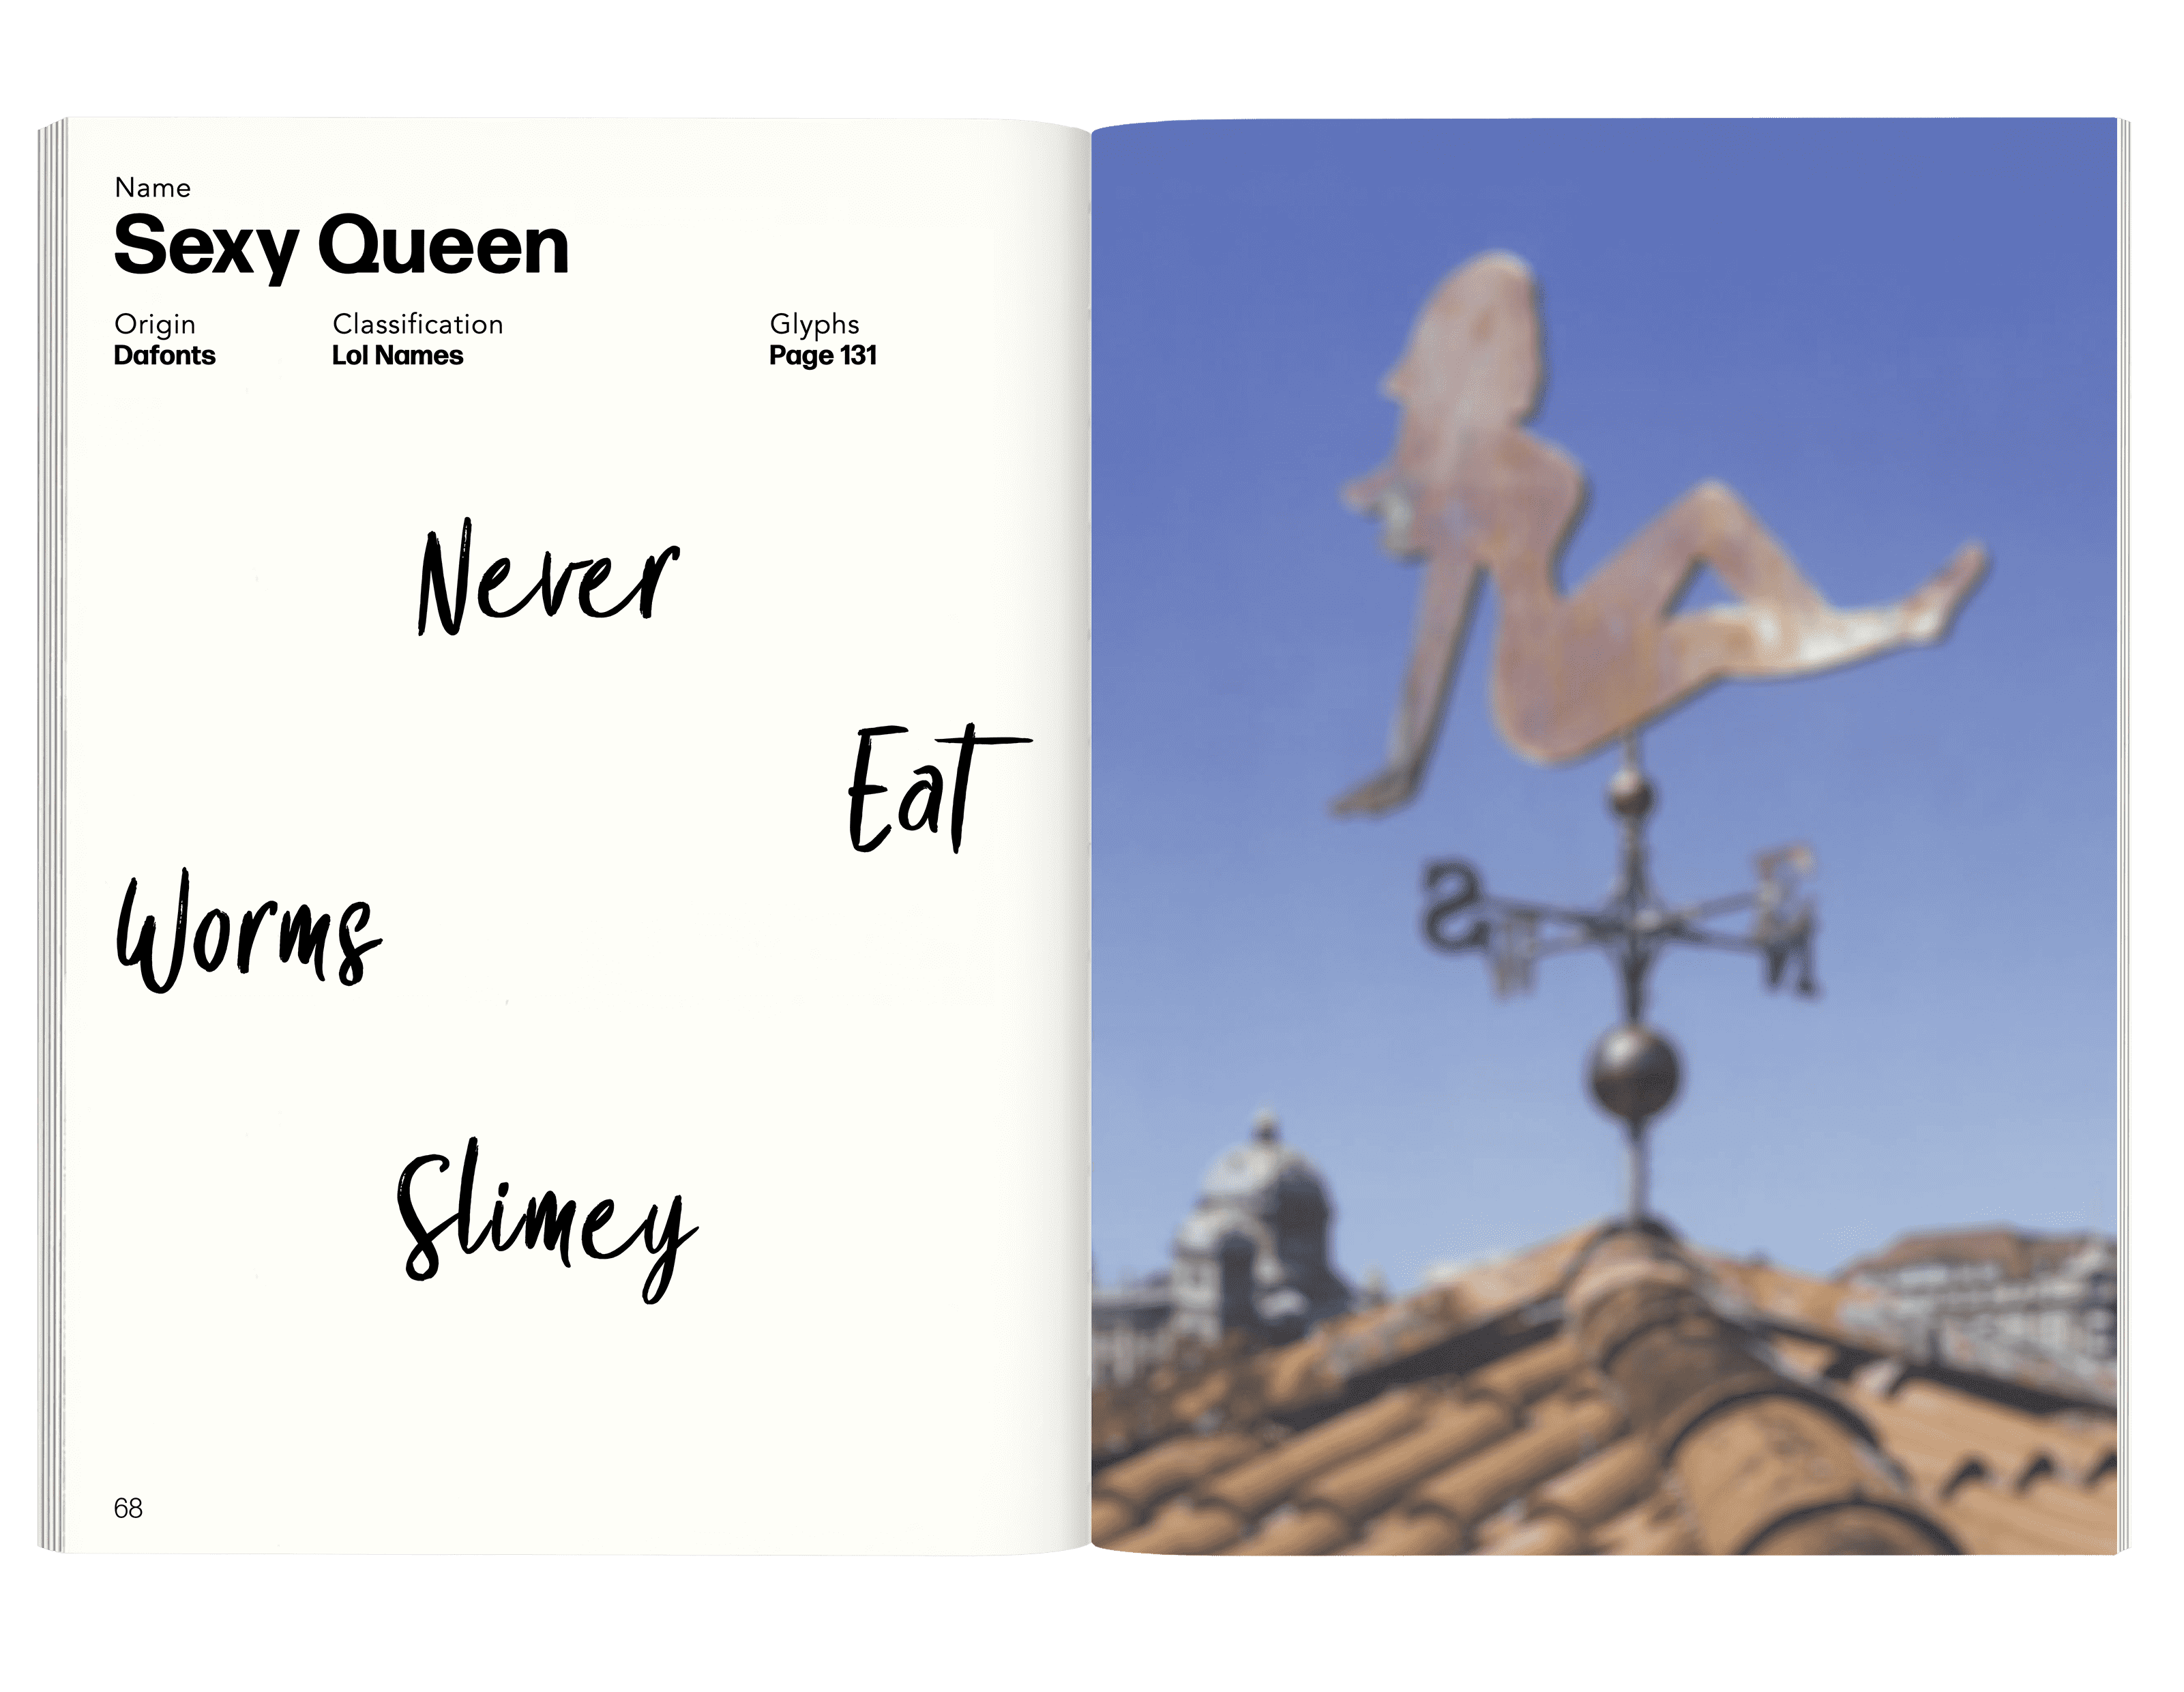 Name
Sexy Queen
Origin Classification Glyphs
Dafonts Lol Names Page 131
Never
Eat
Worms
Slimey
68
S N